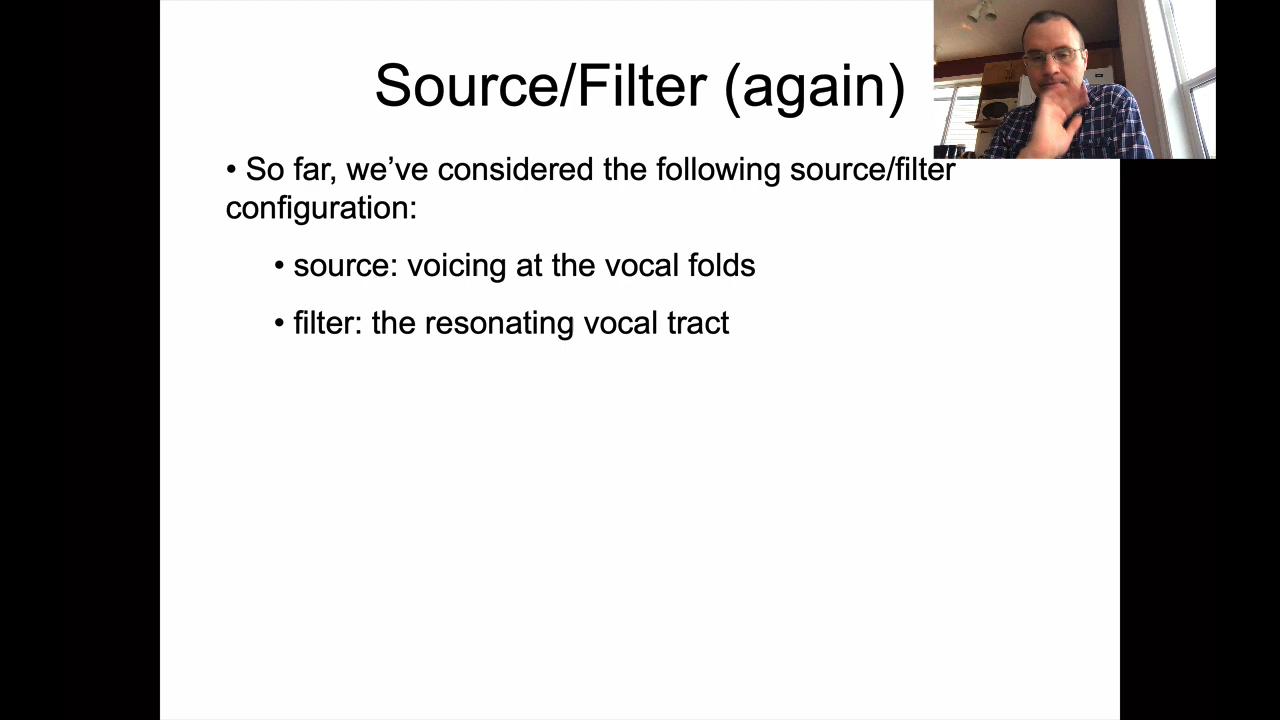 Source/Filter (again)
• So far, we’ve considered the following source/filter
configuration:
• source: voicing at the vocal folds
• filter: the resonating vocal tract